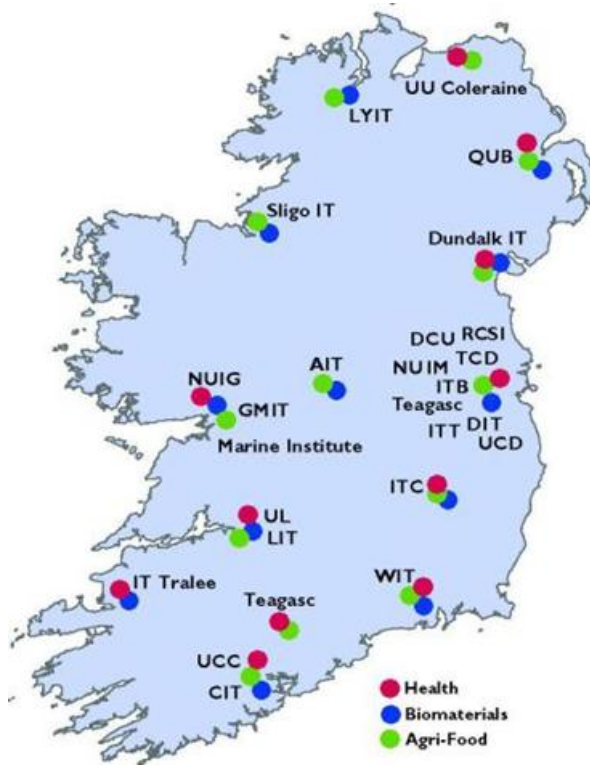 UU Coleraine
LYIT
QUB
Sligo IT
Dundalk IT
DCU RCSI
NUIM TCD
AIT
ITB
NUIG
Teagasc
GMIT
DIT
ITT
UCD
Marine Institute
ITC
UL
LIT
IT Tralee
WIT
Teagasc
UCC
CIT
Health
Biomaterials
Agri-Food